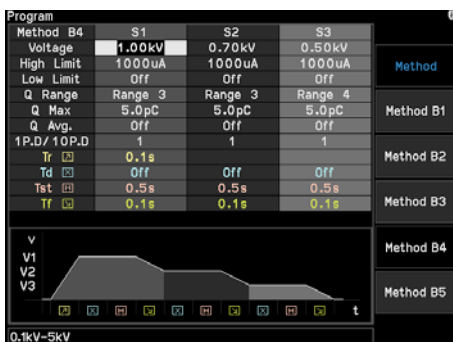 Program
Method B4 S1 S2 S3
Voltage 1.00kV 0.70kV 0.50kV
High Limit 1000uA 1000uA 1000uA
Low Limit Off Off Off
Q Range Range 3 Range 3 Range 4
Q Max 5.0pC 5.0pC 5.0pC
Q Avg. Off Off Off
1P.D/10P.D 1 1 1
Tr 0.1s
Td X Off Off Off
Tst H 0.5s 0.5s 0.5s
Tf 0.1s 0.1s 0.1s
V
V1
V2
V3
X H X H X H t
0.1kV-5kV
Method
Method B1
Method B2
Method B3
Method B4
Method B5